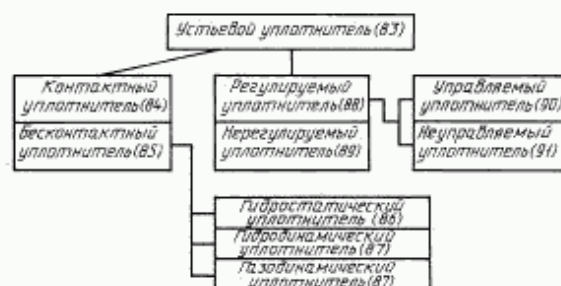 Устьевой уплотнитель(83)
Контактный
уплотнитель(84)
Бесконтактный
уплотнитель(85)
Регулируемый
уплотнитель(88)
Нерегулируемый
уплотнитель(89)
Управляемый
уплотнитель(90)
Неуправляемый
уплотнитель(91)
Гидростатический
уплотнитель (86)
Гидродинамический
уплотнитель(87)
Газодинамический
уплотнитель(87)